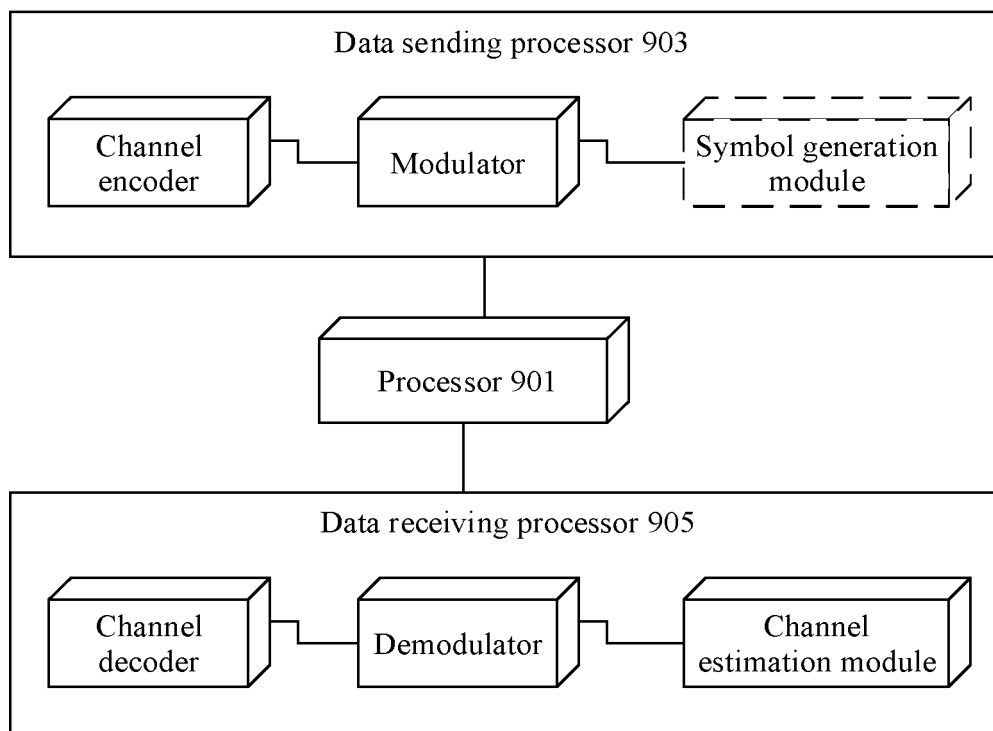 Data sending processor 903
Channel
encoder
Modulator
Symbol generation
module
Processor 901
Data receiving processor 905
Channel
decoder
Demodulator
Channel
estimation module